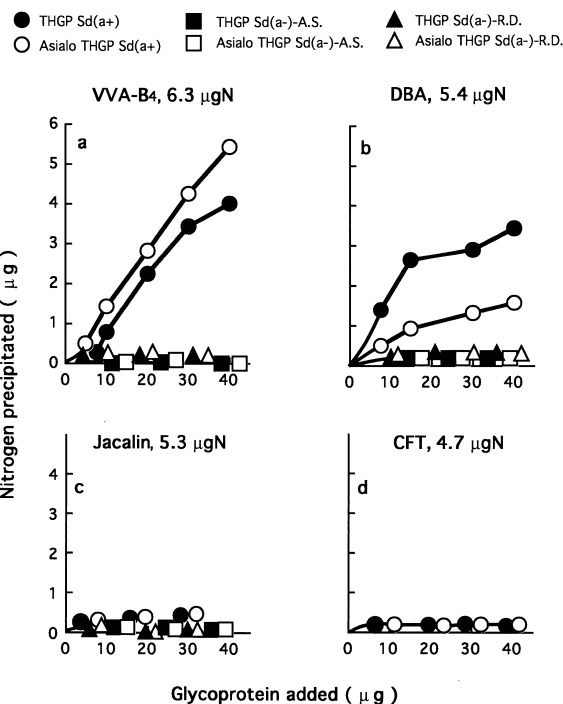 THGP Sd(a+) THGP Sd(a-)-A.S. THGP Sd(a-)-R.D.
Asialo THGP Sd(a+) Asialo THGP Sd(a-)-A.S. Asialo THGP Sd(a-)-R.D.
VVA-B4, 6.3 μgN DBA, 5.4 μgN
6
a b
5
4
3
2
1
0
0 10 20 30 40 0 10 20 30 40
Nitrogen precipitated ( μg )
Jacalin, 5.3 μgN CFT, 4.7 μgN
4
c d
3
2
1
0
0 10 20 30 40 0 10 20 30 40
Glycoprotein added ( μg )